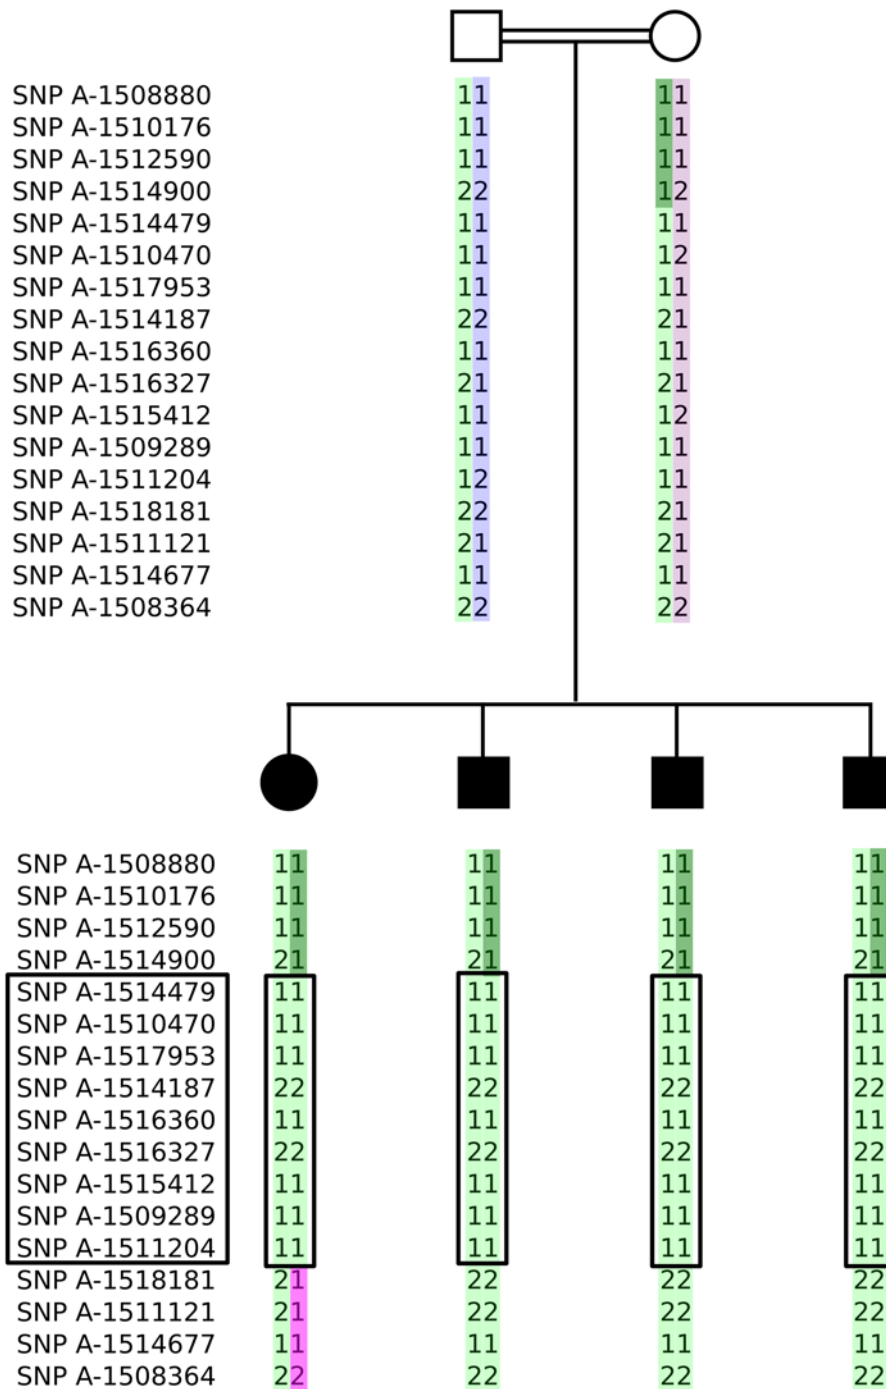 SNP A-1508880 11 11
SNP A-1510176 11 11
SNP A-1512590 11 11
SNP A-1514900 22 12
SNP A-1514479 11 11
SNP A-1510470 11 12
SNP A-1517953 11 11
SNP A-1514187 22 21
SNP A-1516360 11 11
SNP A-1516327 21 21
SNP A-1515412 11 12
SNP A-1509289 11 11
SNP A-1511204 12 11
SNP A-1518181 22 21
SNP A-1511121 21 21
SNP A-1514677 11 11
SNP A-1508364 22 22
SNP A-1508880 11 11 11 11
SNP A-1510176 11 11 11 11
SNP A-1512590 11 11 11 11
SNP A-1514900 21 21 21 21
SNP A-1514479 11 11 11 11
SNP A-1510470 11 11 11 11
SNP A-1517953 11 11 11 11
SNP A-1514187 22 22 22 22
SNP A-1516360 11 11 11 11
SNP A-1516327 22 22 22 22
SNP A-1515412 11 11 11 11
SNP A-1509289 11 11 11 11
SNP A-1511204 11 11 11 11
SNP A-1518181 21 22 22 22
SNP A-1511121 21 22 22 22
SNP A-1514677 11 11 11 11
SNP A-1508364 22 22 22 22